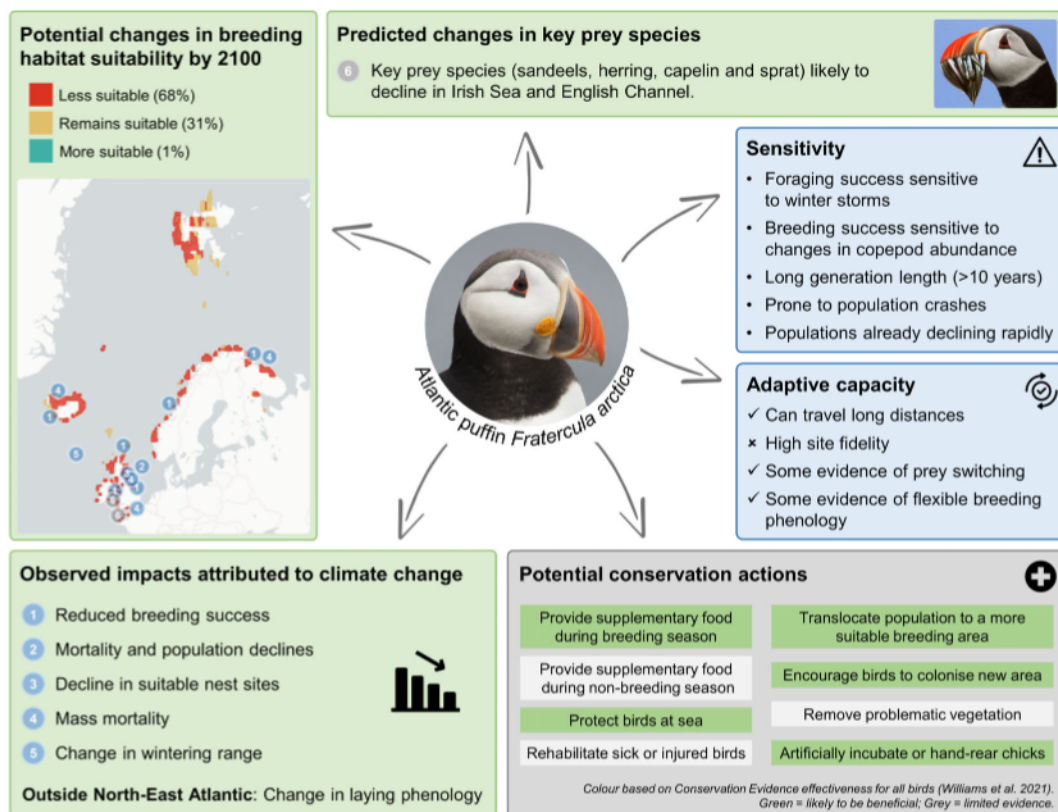 Potential changes in breeding
habitat suitability by 2100
Less suitable (68%)
Remains suitable (31%)
More suitable (1%)
Predicted changes in key prey species
6 Key prey species (sandeels, herring, capelin and sprat) likely to
decline in Irish Sea and English Channel.
Sensitivity
• Foraging success sensitive
to winter storms
• Breeding success sensitive to
changes in copepod abundance
• Long generation length (>10 years)
• Prone to population crashes
• Populations already declining rapidly
Adaptive capacity
✓ Can travel long distances
× High site fidelity
✓ Some evidence of prey switching
✓ Some evidence of flexible breeding
phenology
Atlantic puffin Fratercula arctica
1 4
1
4
1
5
1
2
4
Observed impacts attributed to climate change
1 Reduced breeding success
2 Mortality and population declines
3 Decline in suitable nest sites
4 Mass mortality
5 Change in wintering range
Outside North-East Atlantic: Change in laying phenology
Potential conservation actions
Provide supplementary food
during breeding season
Provide supplementary food
during non-breeding season
Protect birds at sea
Rehabilitate sick or injured birds
Translocate population to a more
suitable breeding area
Encourage birds to colonise new area
Remove problematic vegetation
Artificially incubate or hand-rear chicks
Colour based on Conservation Evidence effectiveness for all birds (Williams et al. 2021).
Green = likely to be beneficial; Grey = limited evidence.